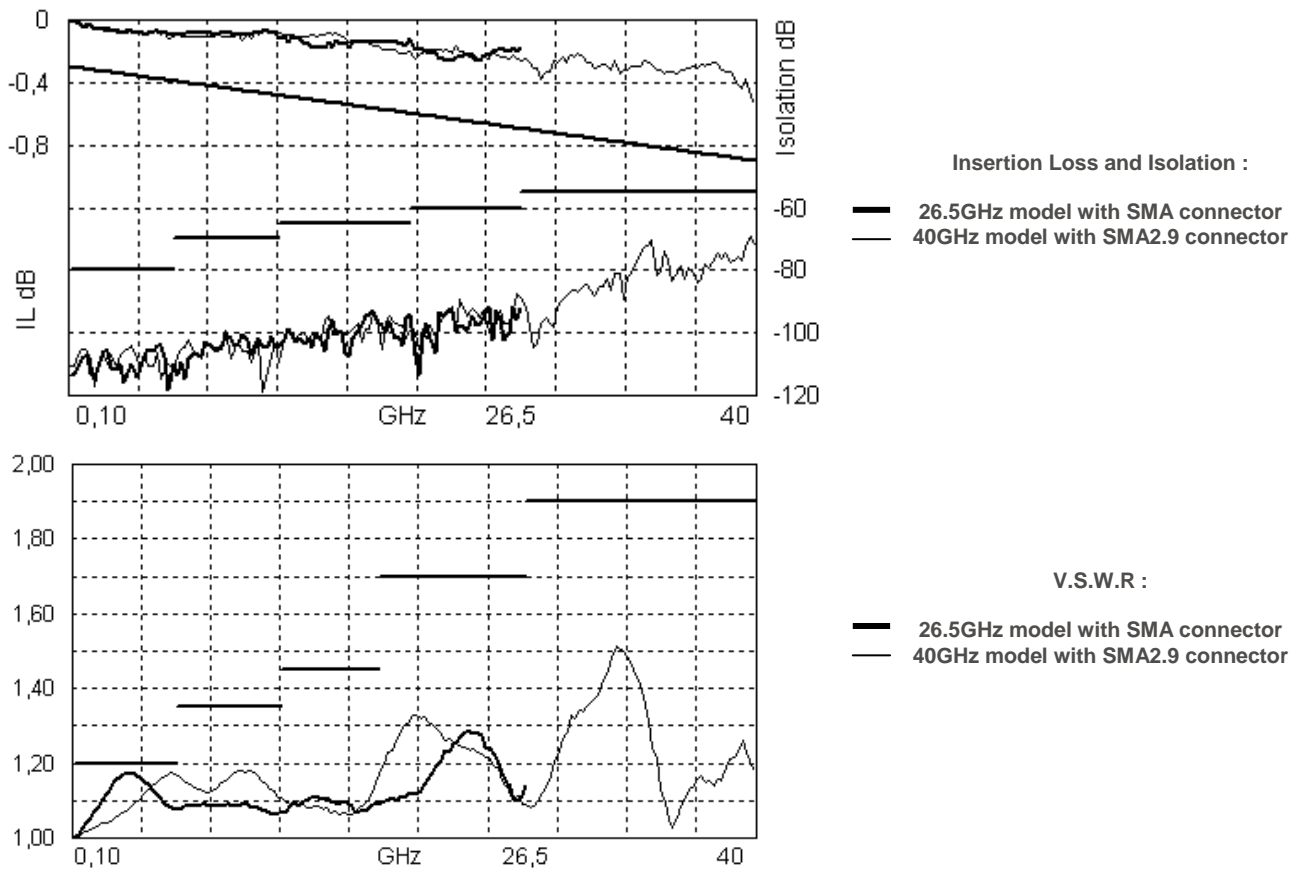 0
-0,4
-0,8
IL dB
Isolation dB
-60
-80
-100
-120
0,10 GHz 26,5 40
Insertion Loss and Isolation :
26.5GHz model with SMA connector
40GHz model with SMA2.9 connector
2,00
1,80
1,60
1,40
1,20
1,00
0,10 GHz 26,5 40
V.S.W.R :
26.5GHz model with SMA connector
40GHz model with SMA2.9 connector